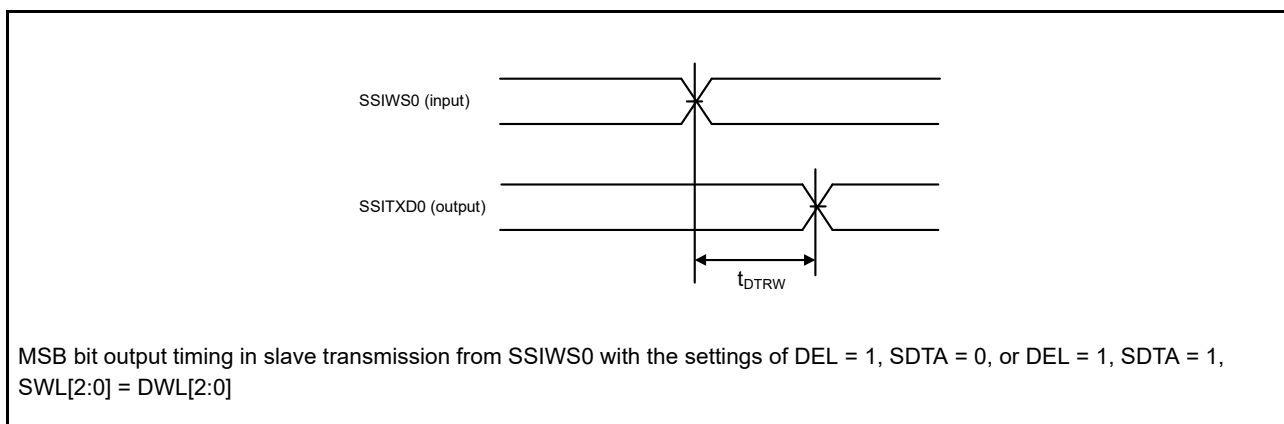 SSIWS0 (input)
SSITXD0 (output)
tDTRW
MSB bit output timing in slave transmission from SSIWS0 with the settings of DEL = 1, SDTA = 0, or DEL = 1, SDTA = 1,
SWL[2:0] = DWL[2:0]